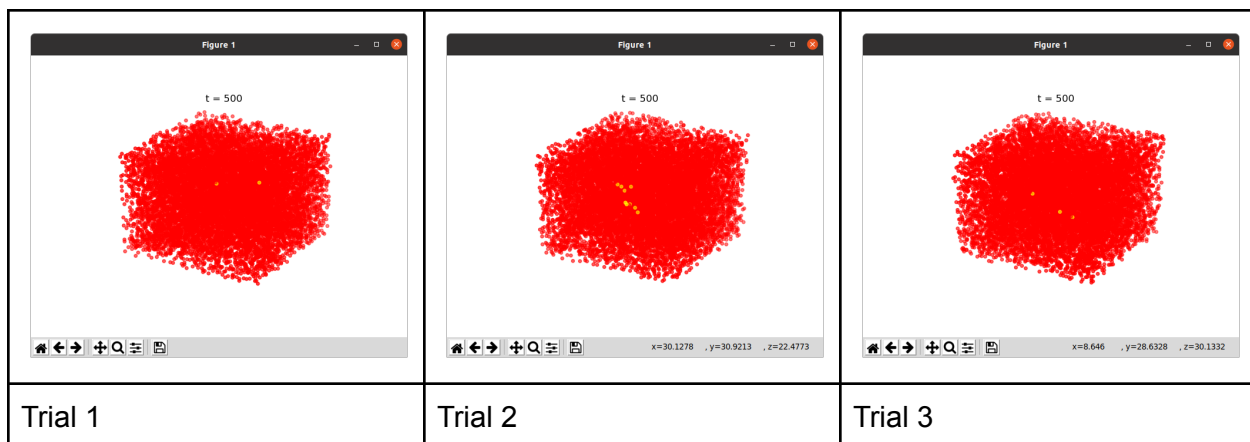 Figure 1
t = 500
Figure 1
t = 500
x=30.1278 , y=30.9213 , z=22.4773
Figure 1
t = 500
x=8.646 , y=28.6328 , z=30.1332
Trial 1
Trial 2
Trial 3